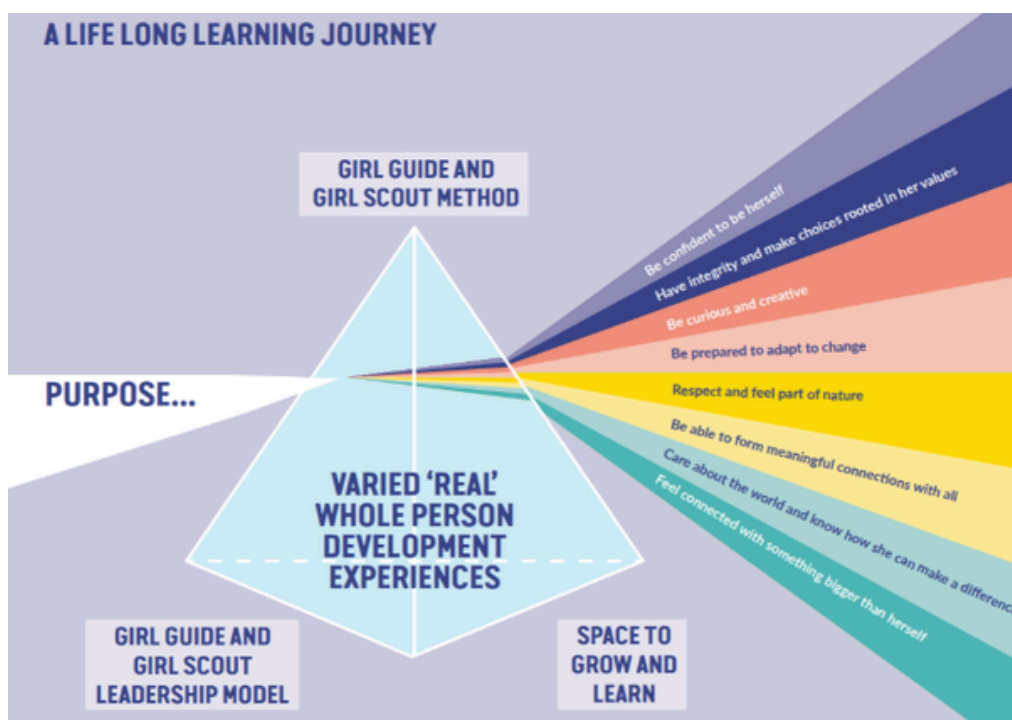 A LIFE LONG LEARNING JOURNEY
GIRL GUIDE AND
GIRL SCOUT METHOD
PURPOSE...
VARIED ‘REAL’
WHOLE PERSON
DEVELOPMENT
EXPERIENCES
GIRL GUIDE AND
GIRL SCOUT
LEADERSHIP MODEL
SPACE TO
GROW AND
LEARN
Be confident to be herself
Have integrity and make choices rooted in her values
Be curious and creative
Be prepared to adapt to change
Respect and feel part of nature
Be able to form meaningful connections with all
Care about the world and know how she can make a difference
Feel connected with something bigger than herself